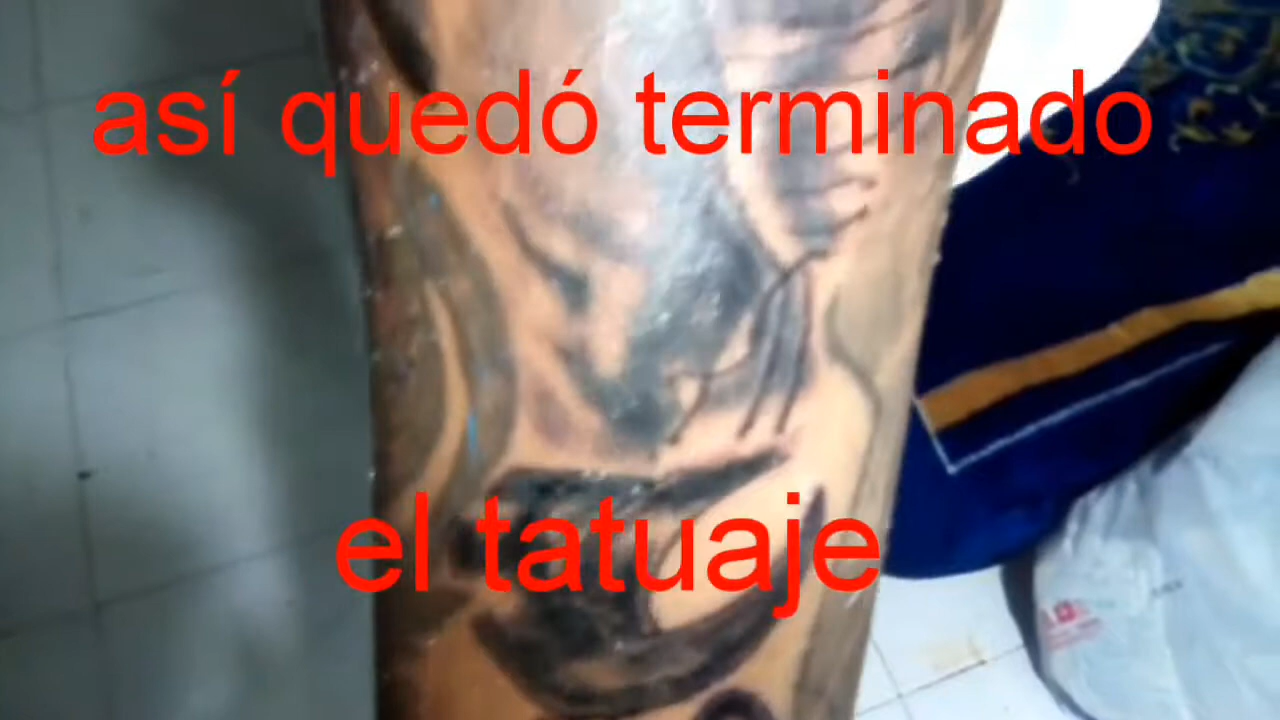 así quedó terminado
el tatuaje